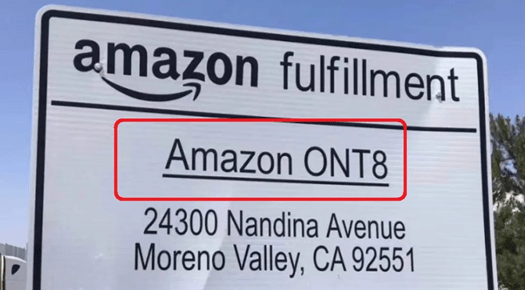 amazon fulfillment
Amazon ONT8
24300 Nandina Avenue
Moreno Valley, CA 92551